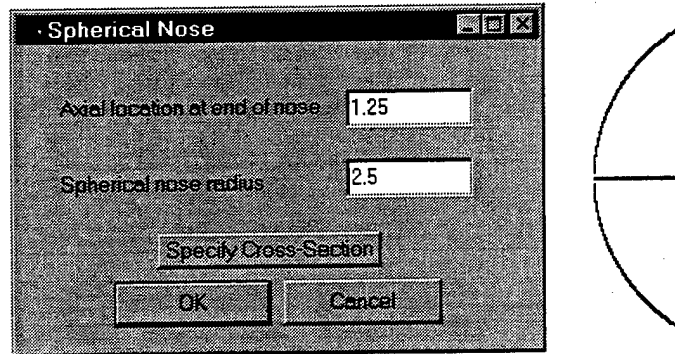 Spherical Nose
Axial location at end of nose 1.25
Spherical nose radius 2.5
Specify Cross-Section
OK Cancel